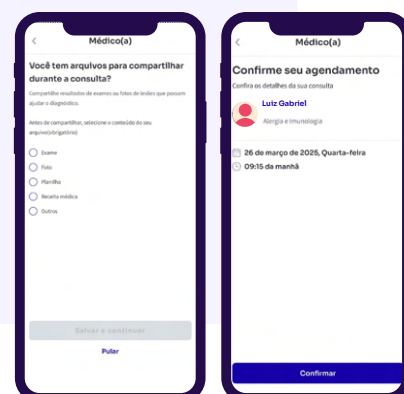 Médico(a)
Você tem arquivos para compartilhar
durante a consulta?
Compartilhe resultados de exames ou fotos de lesões que possam
ajudar o diagnóstico.
Antes de compartilhar, selecione o conteúdo do seu
arquivo(obrigatório)
Exame
Foto
Planilha
Receita médica
Outros
Salvar e continuar
Pular
Médico(a)
Confirme seu agendamento
Confira os detalhes da sua consulta
Luiz Gabriel
Alergia e Imunologia
26 de março de 2025, Quarta-feira
09:15 da manhã
Confirmar